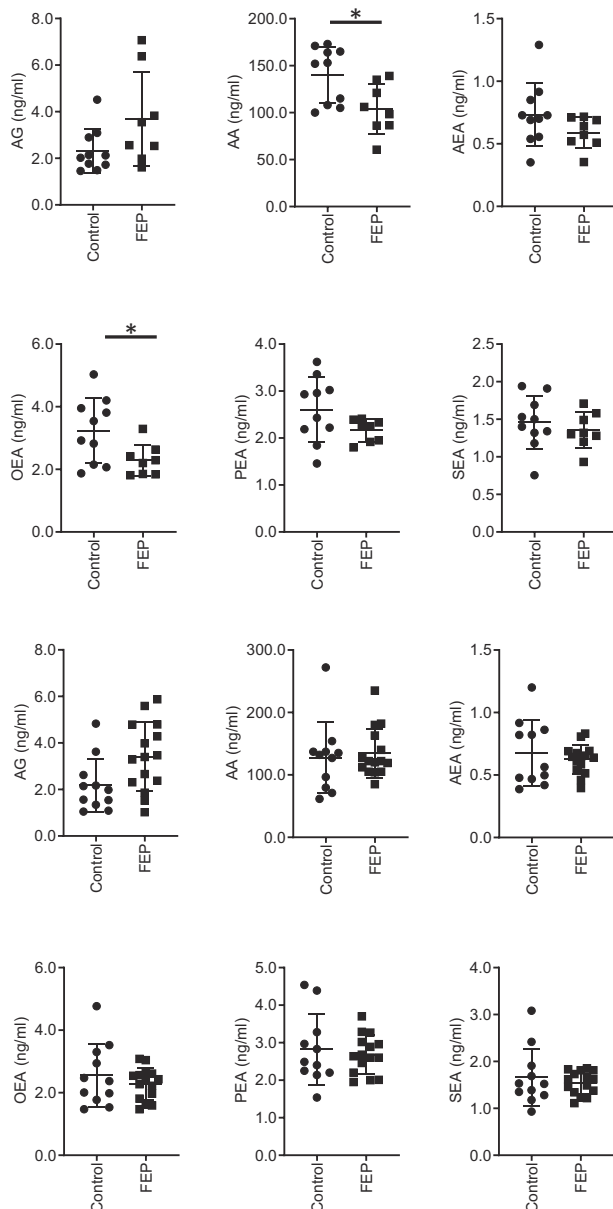 AG (ng/ml)
8.0
6.0
4.0
2.0
0.0
Control
FEP
AA (ng/ml)
200.0
150.0
100.0
50.0
0.0
*
Control
FEP
AEA (ng/ml)
1.5
1.0
0.5
0.0
Control
FEP
OEA (ng/ml)
6.0
4.0
2.0
0.0
*
Control
FEP
PEA (ng/ml)
4.0
3.0
2.0
1.0
0.0
Control
FEP
SEA (ng/ml)
2.5
2.0
1.5
1.0
0.5
0.0
Control
FEP
AG (ng/ml)
8.0
6.0
4.0
2.0
0.0
Control
FEP
AA (ng/ml)
300.0
200.0
100.0
0.0
Control
FEP
AEA (ng/ml)
1.5
1.0
0.5
0.0
Control
FEP
OEA (ng/ml)
6.0
4.0
2.0
0.0
Control
FEP
PEA (ng/ml)
5.0
4.0
3.0
2.0
1.0
0.0
Control
FEP
SEA (ng/ml)
4.0
3.0
2.0
1.0
0.0
Control
FEP